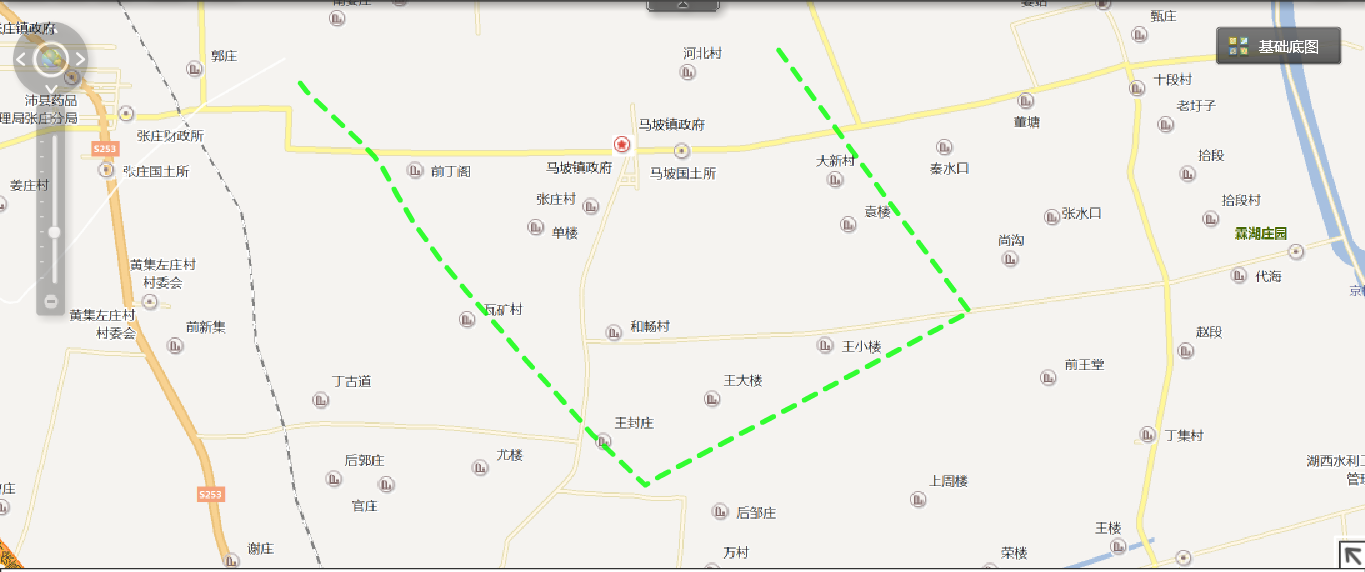 甄庄
张庄镇政府
郭庄
河北村
基础底图
十段村
沛县药品
老圩子
理局张庄分局
张庄财政所
马坡镇政府
董塘
S253
张庄国土所
前丁阁
马坡镇政府
马坡国土所
大新村
秦水口
拾段
姜庄村
张庄村
单楼
袁楼
张水口
拾段村
霖湖庄园
尚沟
黄集左庄村
村委会
代海
黄集左庄村
村委会
前新集
瓦矿村
和畅村
王小楼
赵段
前王堂
丁古道
王大楼
王封庄
丁集村
后郭庄
尤楼
湖西水利工
管理
官庄
S253
上周楼
后邹庄
王楼
谢庄
万村
荣楼